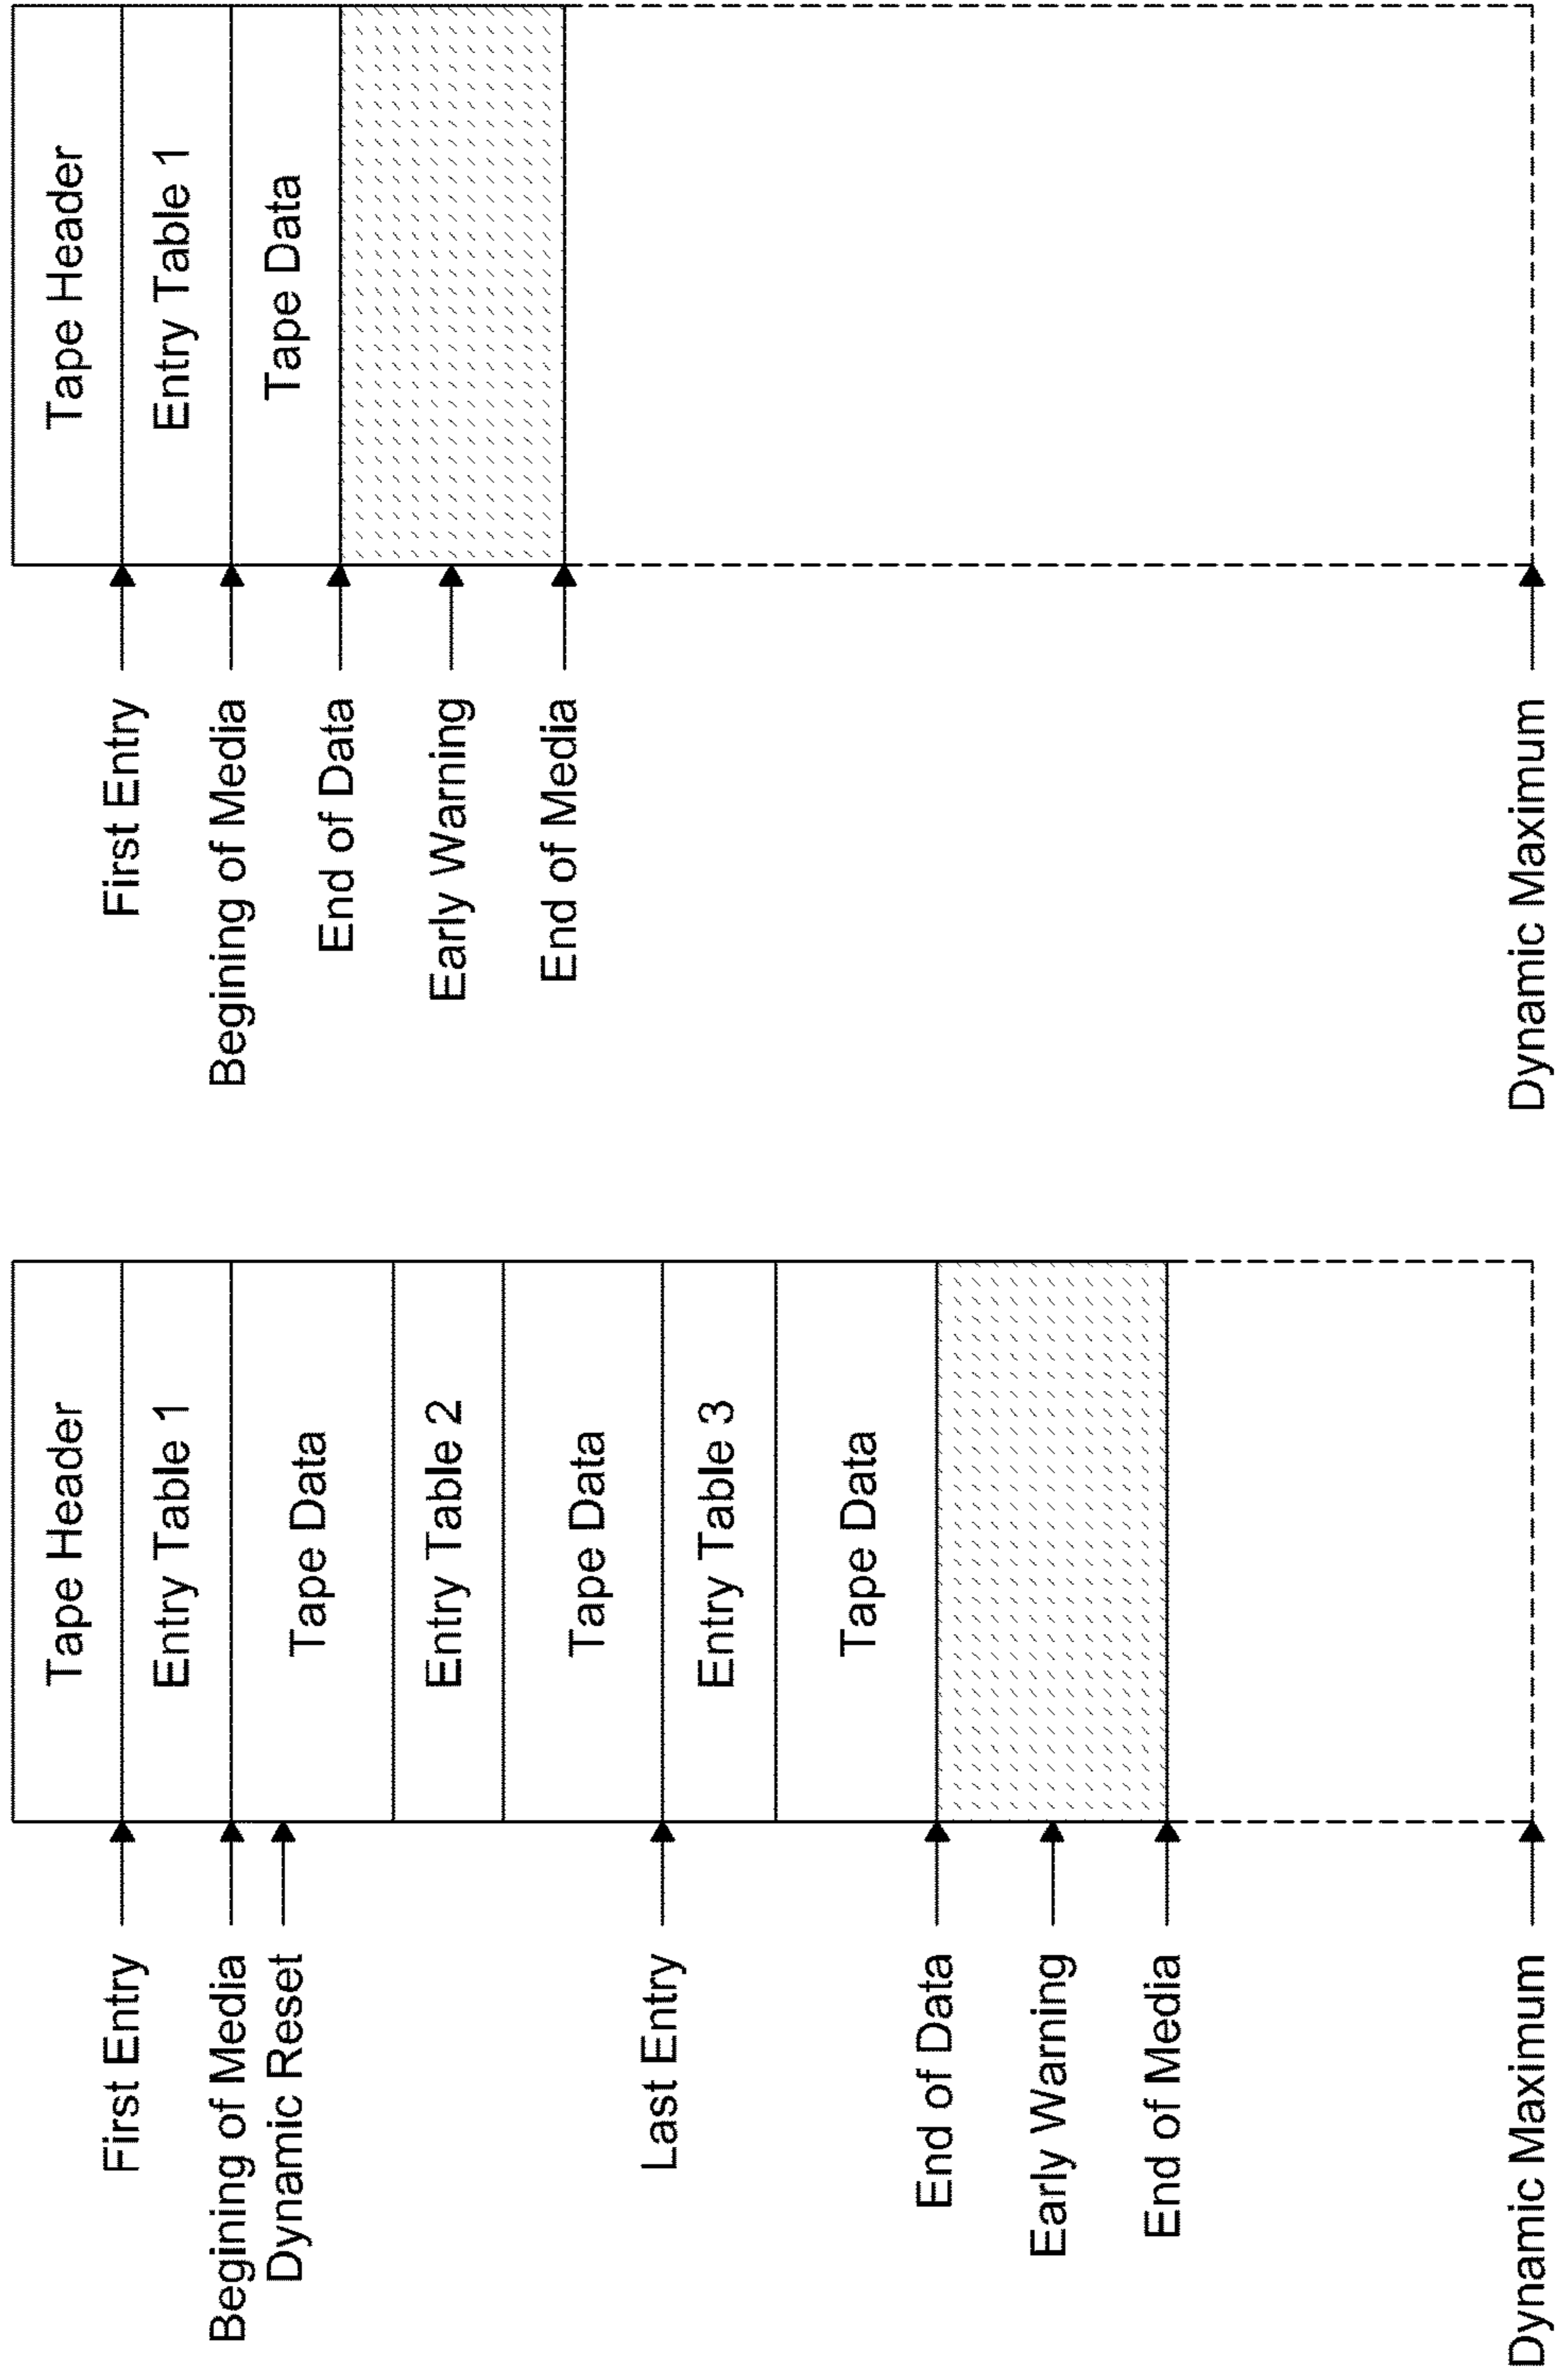 First Entry
Begining of Media
Dynamic Reset
Last Entry
End of Data
Early Warning
End of Media
Dynamic Maximum
Tape Header
Entry Table 1
Tape Data
Entry Table 2
Tape Data
Entry Table 3
Tape Data
First Entry
Begining of Media
End of Data
Early Warning
End of Media
Dynamic Maximum
Tape Header
Entry Table 1
Tape Data